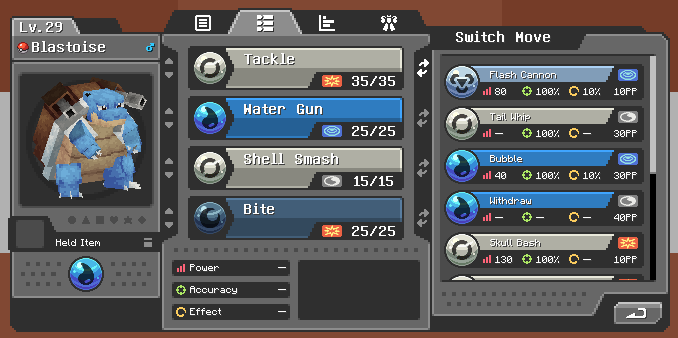 Lv.29
Blastoise
Held Item
Tackle
35/35
Water Gun
25/25
Shell Smash
15/15
Bite
25/25
Power —
Accuracy —
Effect —
Switch Move
Flash Cannon
80 100% 10% 10PP
Tail Whip
— 100% — 30PP
Bubble
40 100% 10% 30PP
Withdraw
— — — 40PP
Skull Bash
130 100% — 10PP